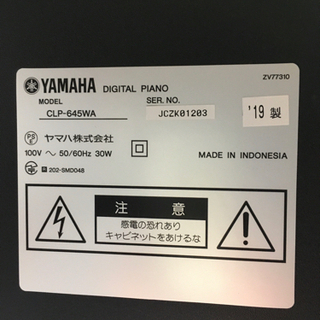 YAMAHA DIGITAL PIANO
ZV77310
MODEL
CLP-645WA
SER. NO.
JCZK01203
'19 製
PS E
ヤマハ株式会社
100V ～ 50/60Hz 30W
MADE IN INDONESIA
R 202-SMD048
注 意
感電の恐れあり
キャビネットをあけるな